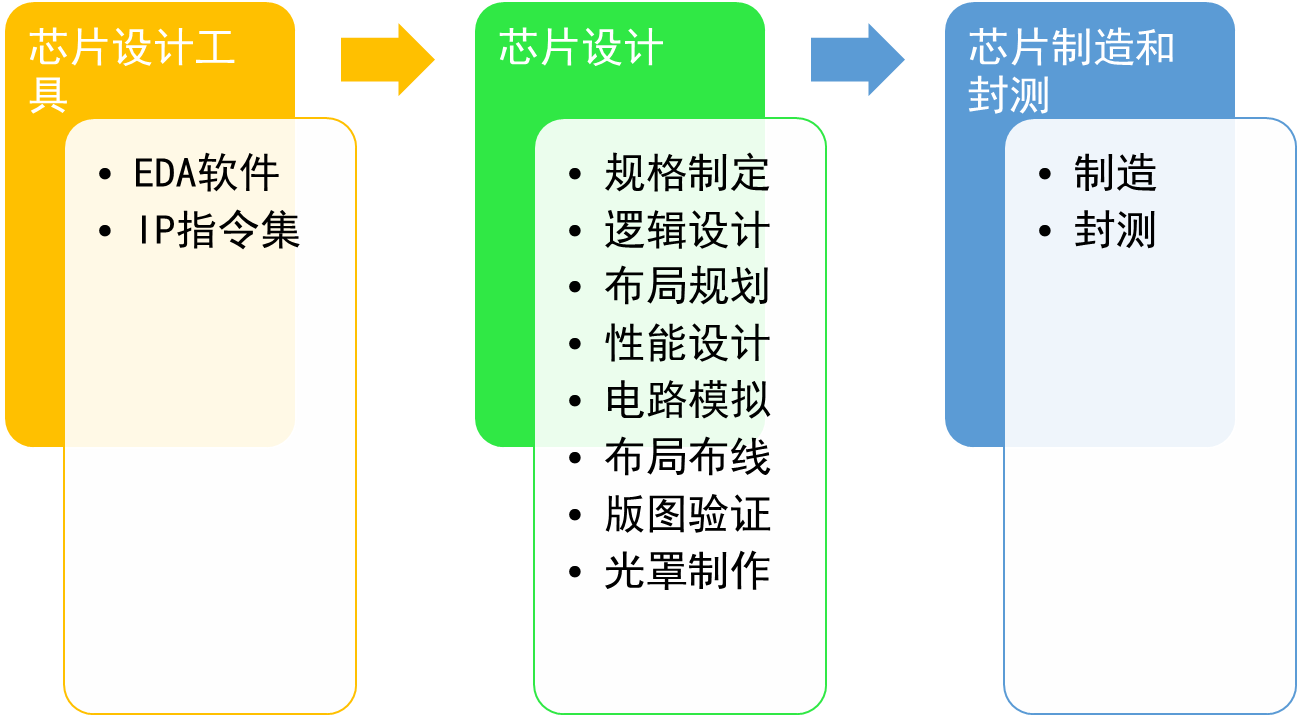 芯片设计工
具
• EDA软件
• IP指令集
芯片设计
• 规格制定
• 逻辑设计
• 布局规划
• 性能设计
• 电路模拟
• 布局布线
• 版图验证
• 光罩制作
芯片制造和
封测
• 制造
• 封测